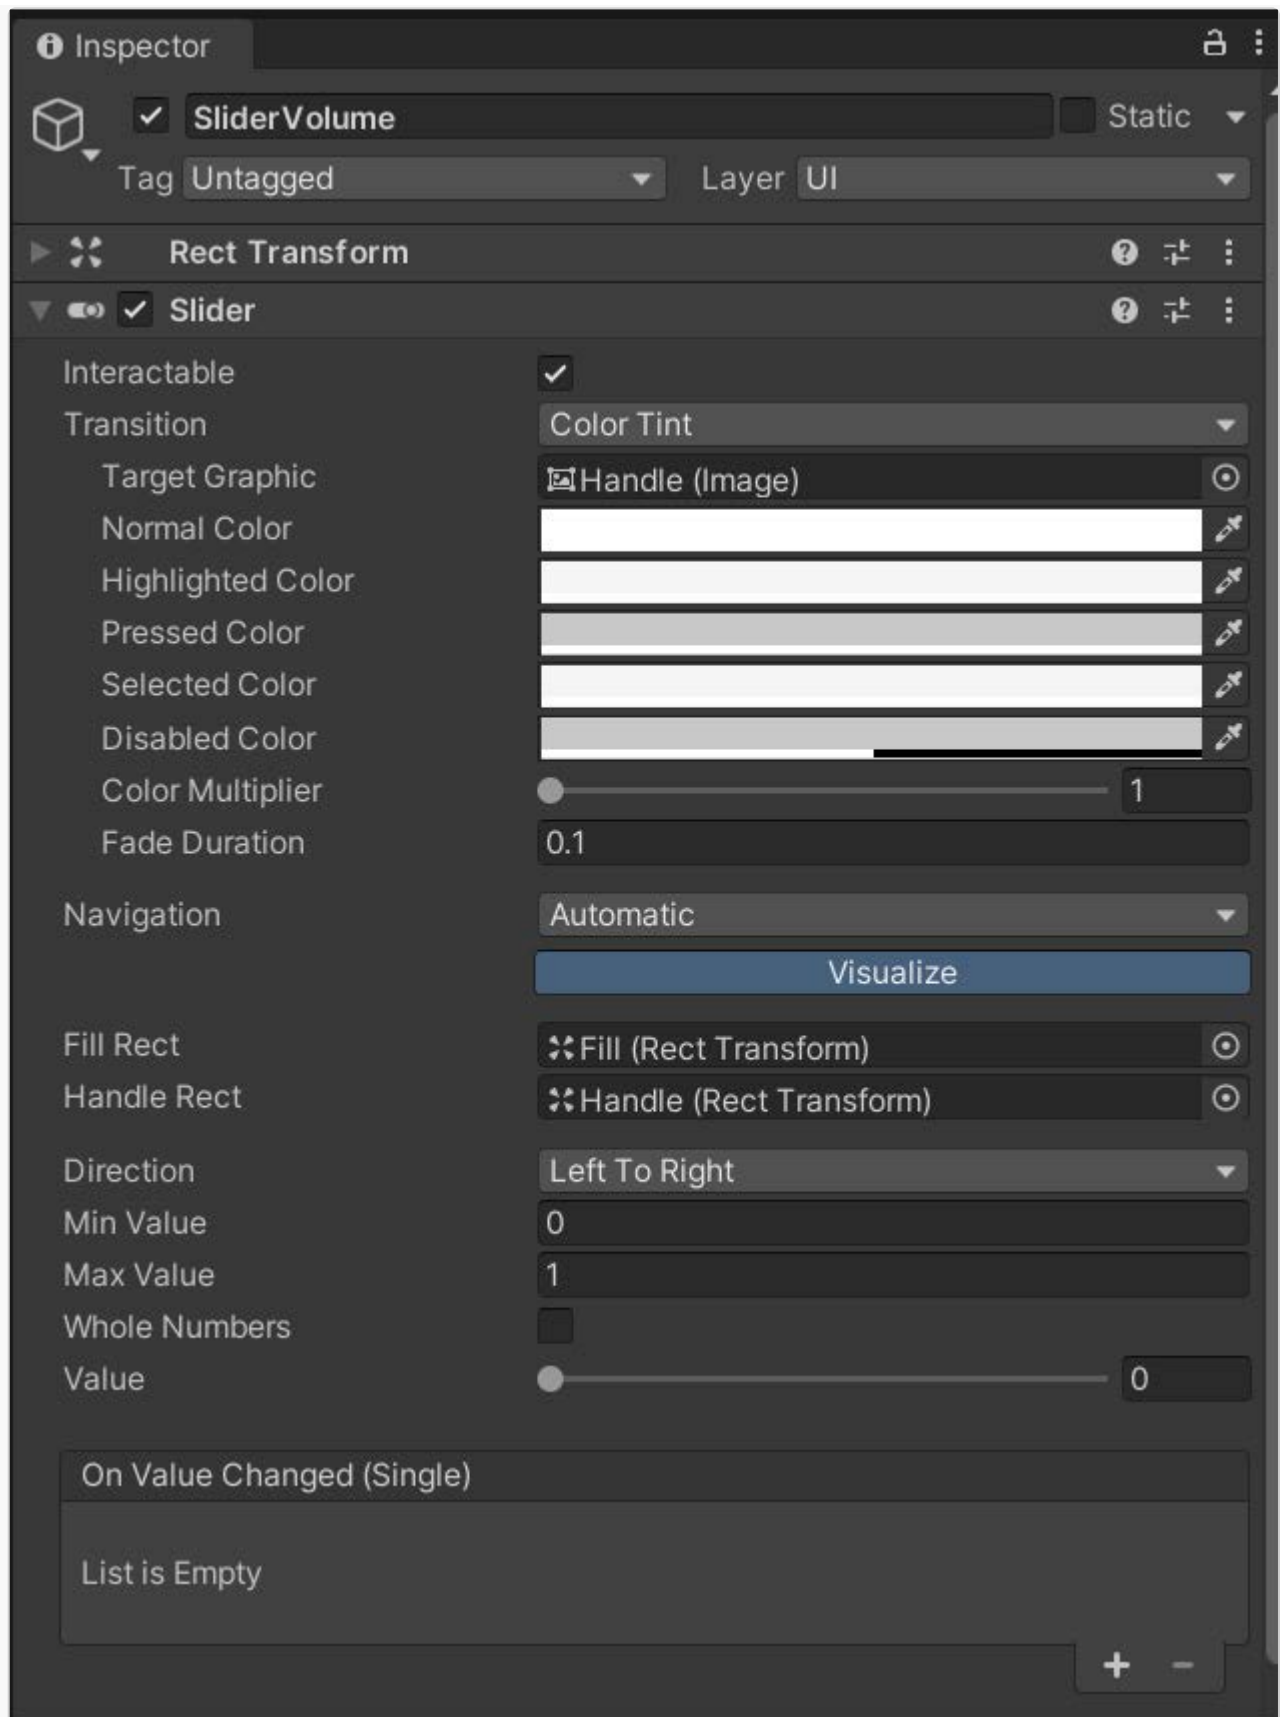 Inspector
SliderVolume Static
Tag Untagged Layer UI
Rect Transform
Slider
Interactable
Transition Color Tint
Target Graphic Handle (Image)
Normal Color
Highlighted Color
Pressed Color
Selected Color
Disabled Color
Color Multiplier 1
Fade Duration 0.1
Navigation Automatic
Visualize
Fill Rect Fill (Rect Transform)
Handle Rect Handle (Rect Transform)
Direction Left To Right
Min Value 0
Max Value 1
Whole Numbers
Value 0
On Value Changed (Single)
List is Empty